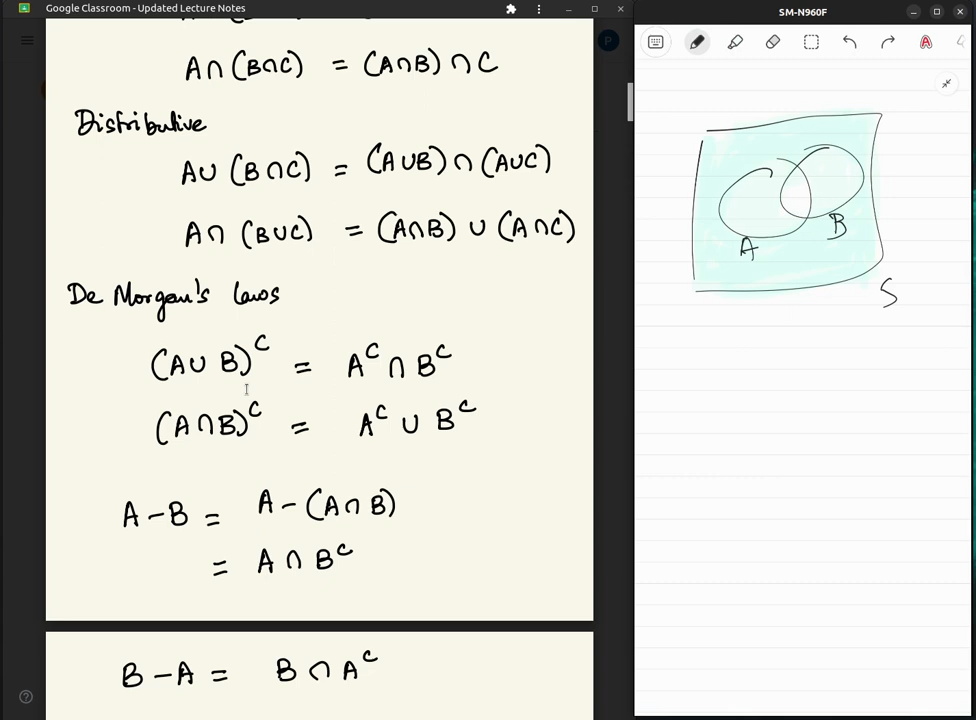 Google Classroom - Updated Lecture Notes
A∩(B∩C) = (A∩B)∩C
Distributive
A∪(B∩C) = (A∪B)∩(A∪C)
A∩(B∪C) = (A∩B)∪(A∩C)
De Morgan's laws
(A∪B)^C = A^C ∩ B^C
(A∩B)^C = A^C ∪ B^C
A-B = A-(A∩B)
= A∩B^C
B-A = B∩A^C
P
SM-N960F
A
A
B
S